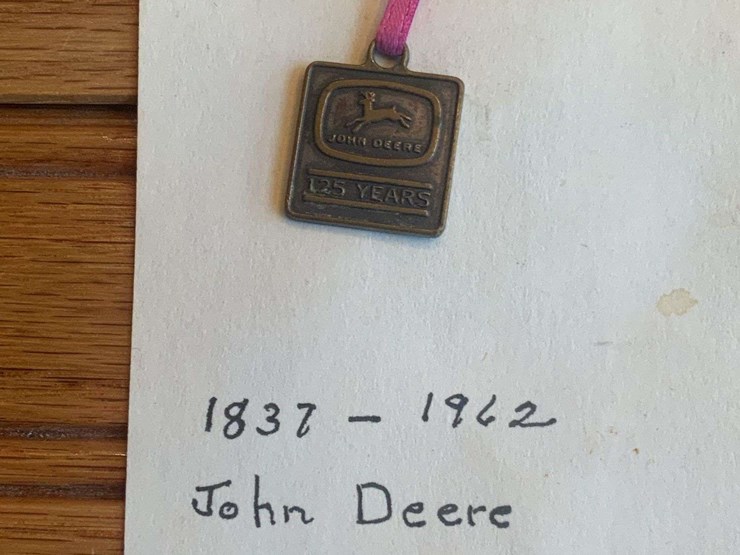 JOHN DEERE
125 YEARS
1837 – 1962
John Deere